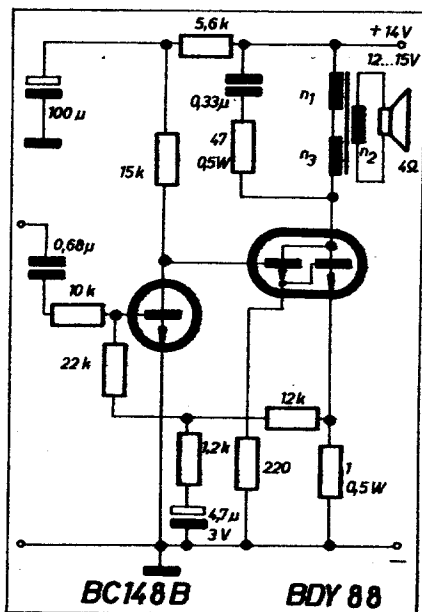 5,6k
+14V
12...15V
100µ
0,33µ
n1
47
0,5W
n3
n2
4Ω
15k
0,68µ
10k
22k
12k
1,2k
220
1
0,5W
4,7µ
3V
−
BC148B
BDY 88